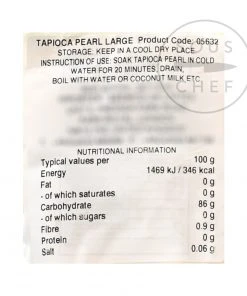 SOUS
CHEF
TAPIOCA PEARL LARGE Product Code: 05632
STORAGE: KEEP IN A COOL DRY PLACE.
INSTRUCTION OF USE: SOAK TAPIOCA PEARL IN COLD
WATER FOR 20 MINUTES, DRAIN,
BOIL WITH WATER OR COCONUT MILK ETC.
NUTRITIONAL INFORMATION
Typical values per 100 g
Energy 1469 kJ / 346 kcal
Fat 0 g
- of which saturates 0 g
Carbohydrate 86 g
- of which sugars 0 g
Fibre 0.9 g
Protein 0 g
Salt 0.06 g